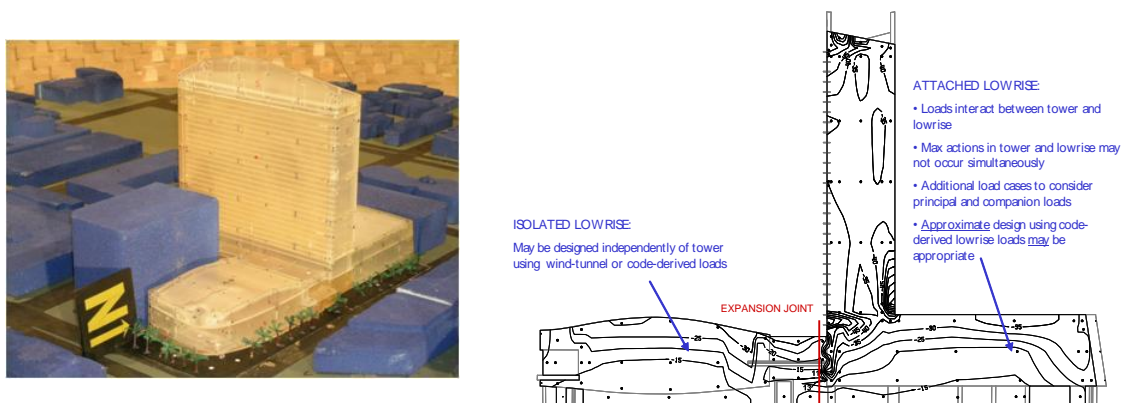 ISOLATED LOWRISE:
May be designed independently of tower
using wind-tunnel or code-derived loads
EXPANSION JOINT
ATTACHED LOWRISE:
• Loads interact between tower and
lowrise
• Max actions in tower and lowrise may
not occur simultaneously
• Additional load cases to consider
principal and companion loads
• Approximate design using code-
derived lowrise loads may be
appropriate
N
-25
-15
-15
-30
-35
-25
-15